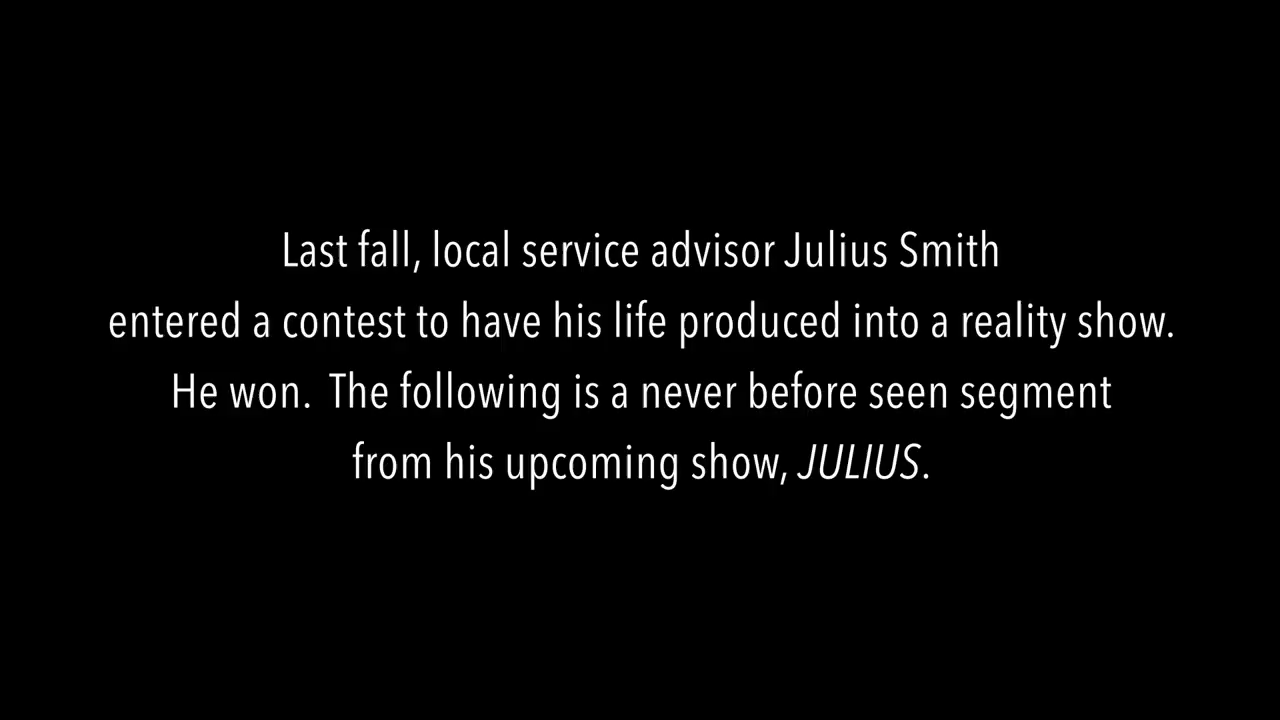 Last fall, local service advisor Julius Smith
entered a contest to have his life produced into a reality show.
He won.  The following is a never before seen segment
from his upcoming show, JULIUS.